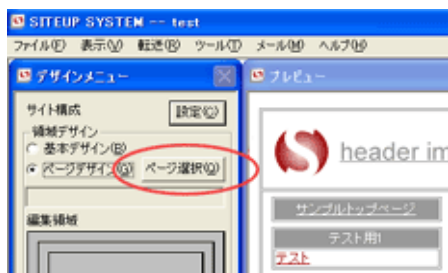 SITEUP SYSTEM -- test
ファイル(F) 表示(V) 転送(R) ツール(T) メール(M) ヘルプ(H)
デザインメニュー
プレビュー
サイト構成
設定(C)
領域デザイン
基本デザイン(B)
ページデザイン(G)
ページ選択(Q)
編集領域
header im
サンプルトップページ
テスト用1
テスト